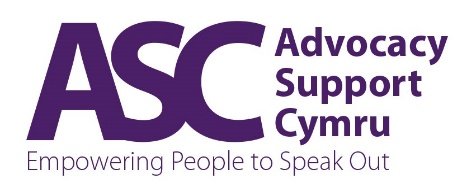 ASC
Advocacy
Support
Cymru
Empowering People to Speak Out